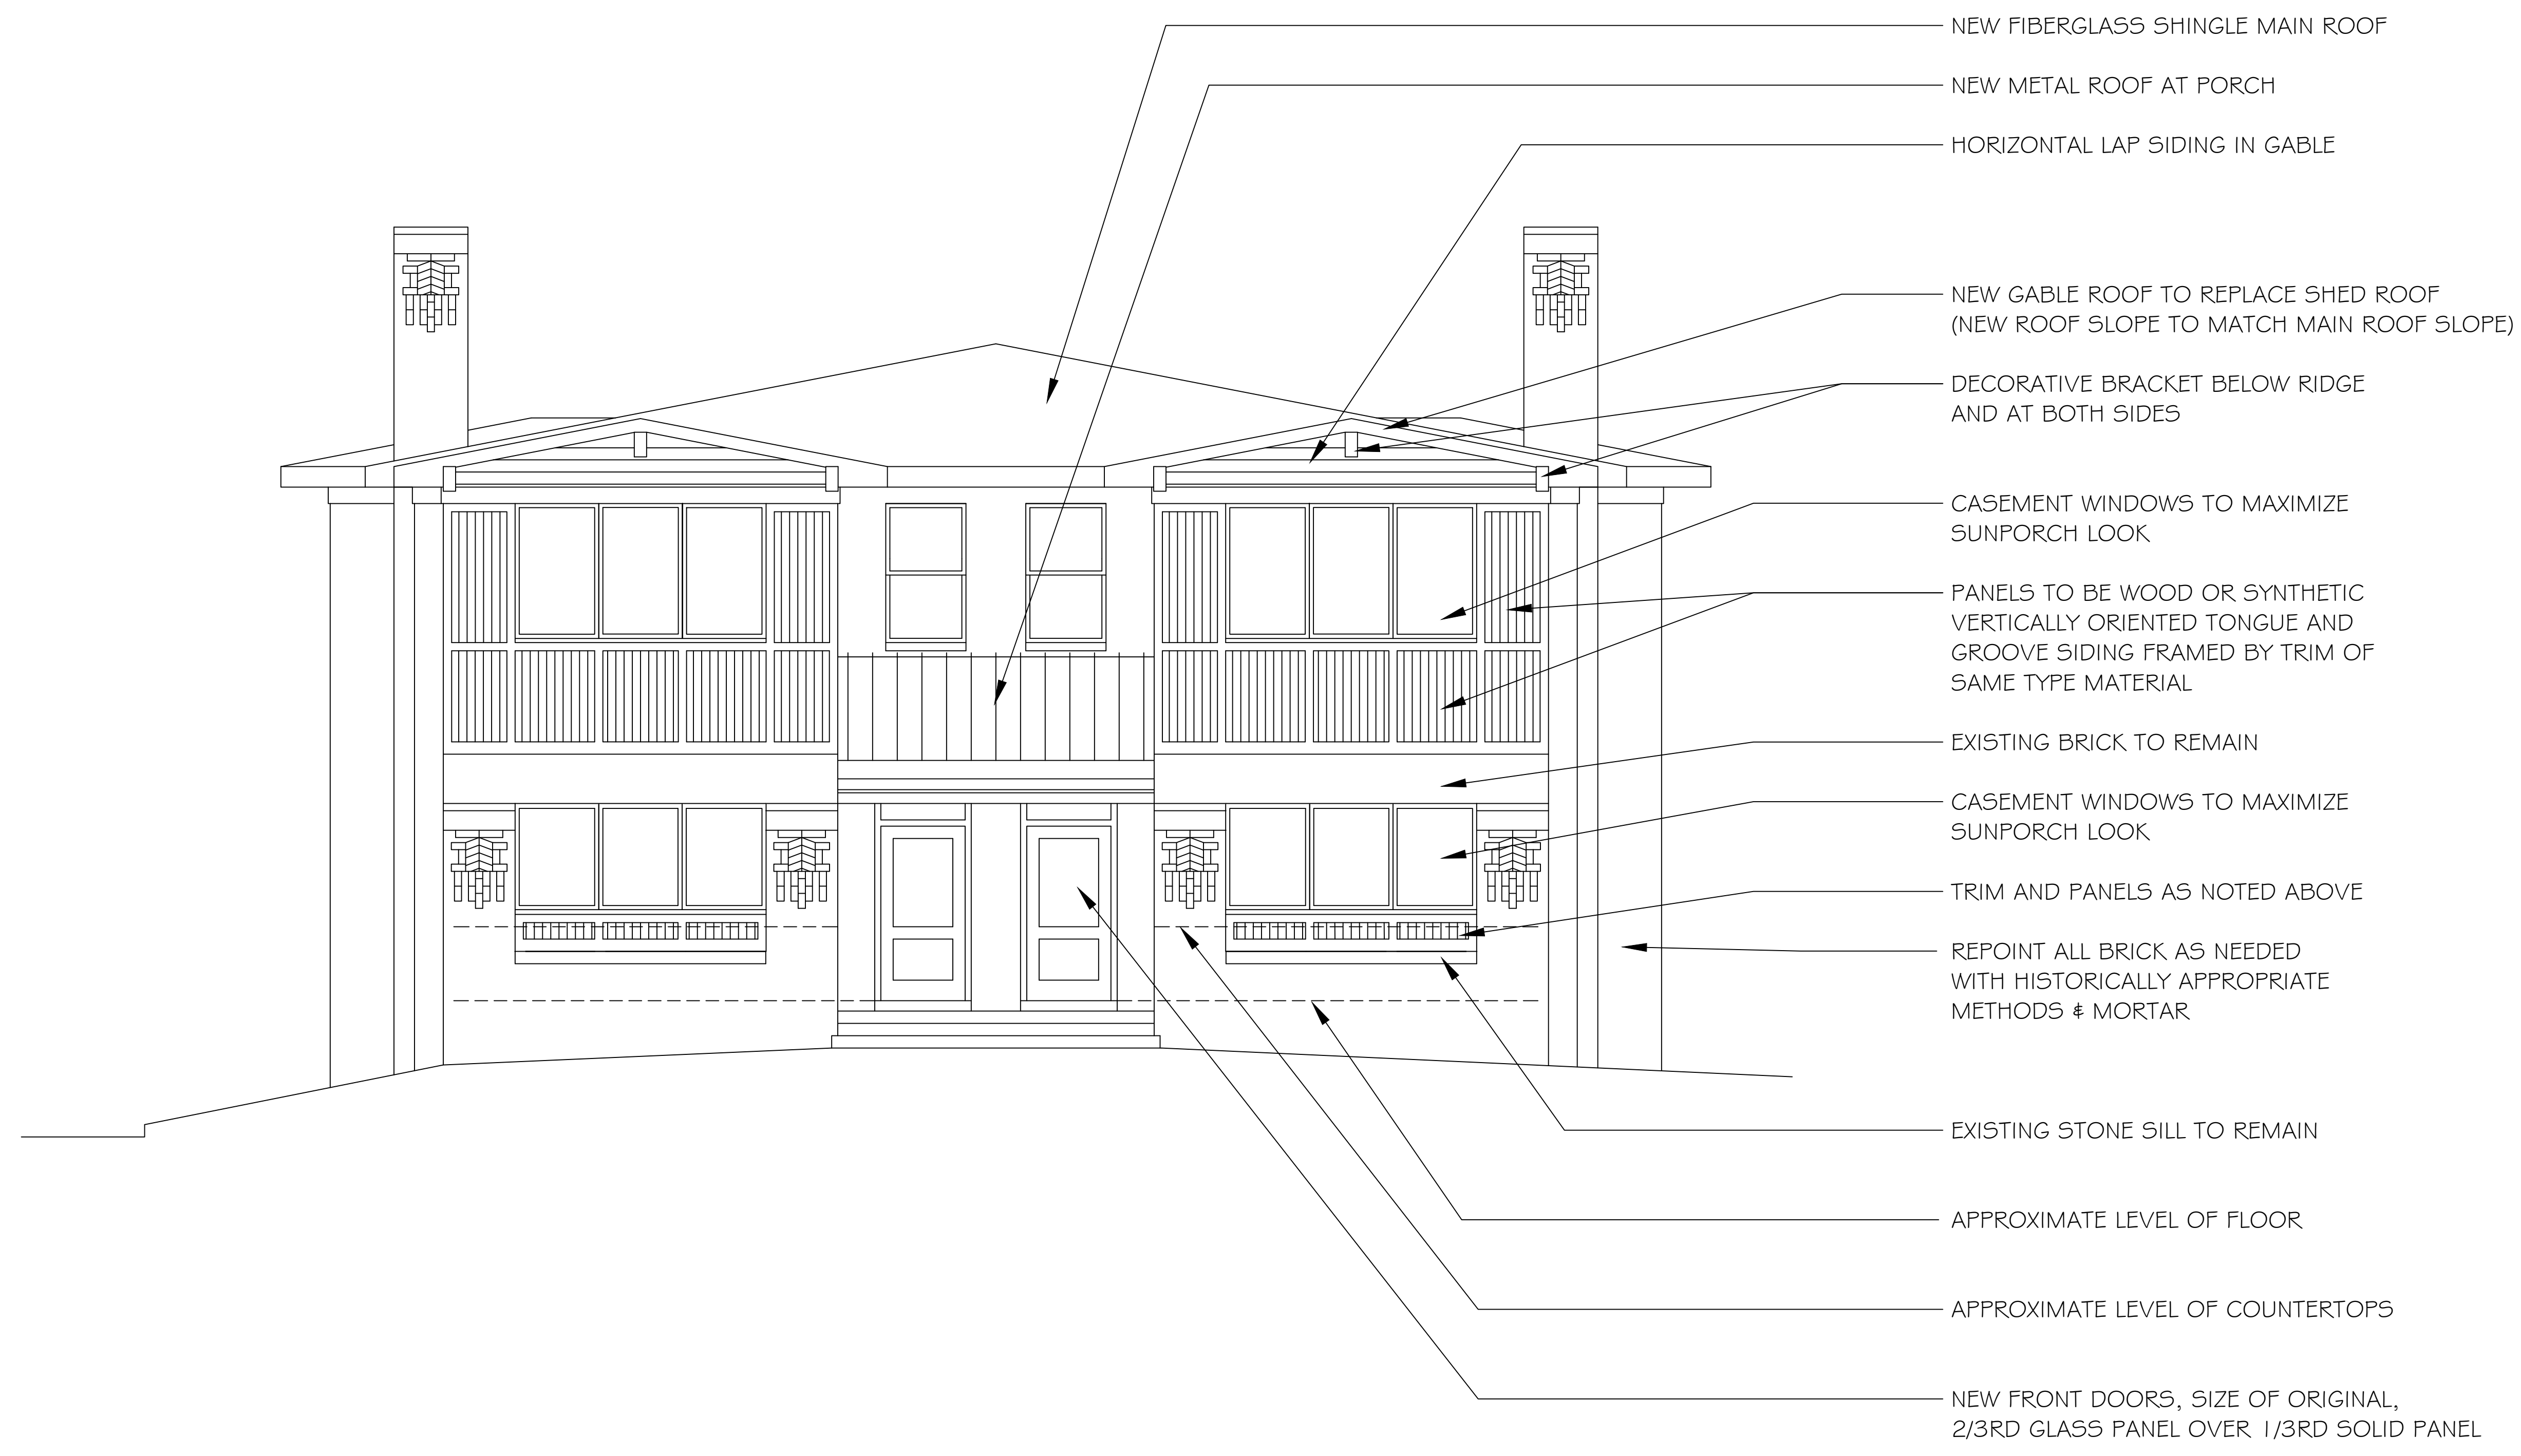 NEW FIBERGLASS SHINGLE MAIN ROOF
NEW METAL ROOF AT PORCH
HORIZONTAL LAP SIDING IN GABLE
NEW GABLE ROOF TO REPLACE SHED ROOF
(NEW ROOF SLOPE TO MATCH MAIN ROOF SLOPE)
DECORATIVE BRACKET BELOW RIDGE
AND AT BOTH SIDES
CASEMENT WINDOWS TO MAXIMIZE
SUNPORCH LOOK
PANELS TO BE WOOD OR SYNTHETIC
VERTICALLY ORIENTED TONGUE AND
GROOVE SIDING FRAMED BY TRIM OF
SAME TYPE MATERIAL
EXISTING BRICK TO REMAIN
CASEMENT WINDOWS TO MAXIMIZE
SUNPORCH LOOK
TRIM AND PANELS AS NOTED ABOVE
REPOINT ALL BRICK AS NEEDED
WITH HISTORICALLY APPROPRIATE
METHODS & MORTAR
EXISTING STONE SILL TO REMAIN
APPROXIMATE LEVEL OF FLOOR
APPROXIMATE LEVEL OF COUNTERTOPS
NEW FRONT DOORS, SIZE OF ORIGINAL,
2/3RD GLASS PANEL OVER 1/3RD SOLID PANEL